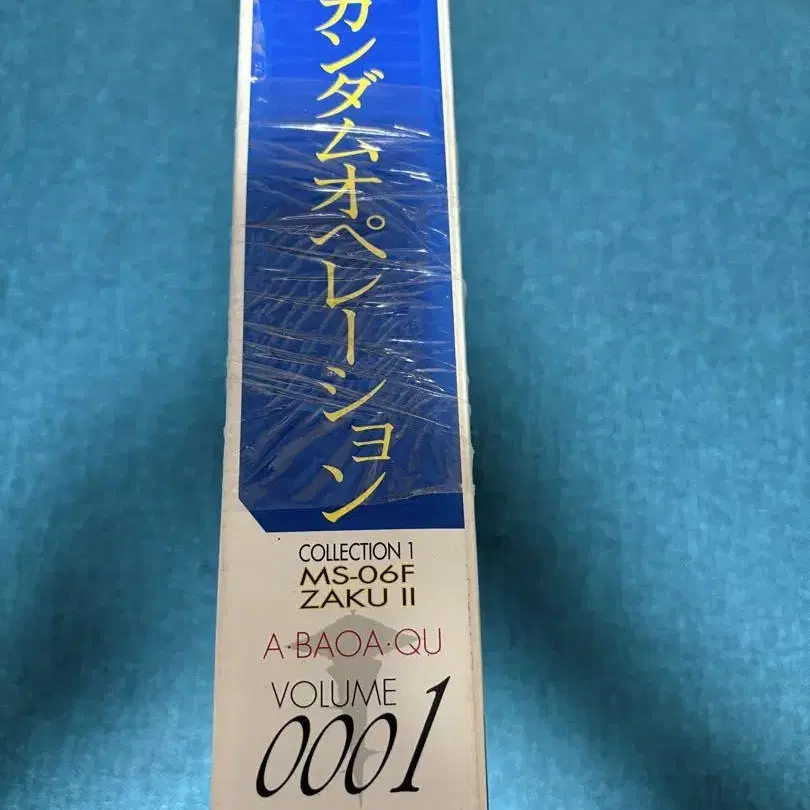 ガンダムオペレーション
COLLECTION 1
MS-06F
ZAKU II
A·BAOA·QU
VOLUME
0001